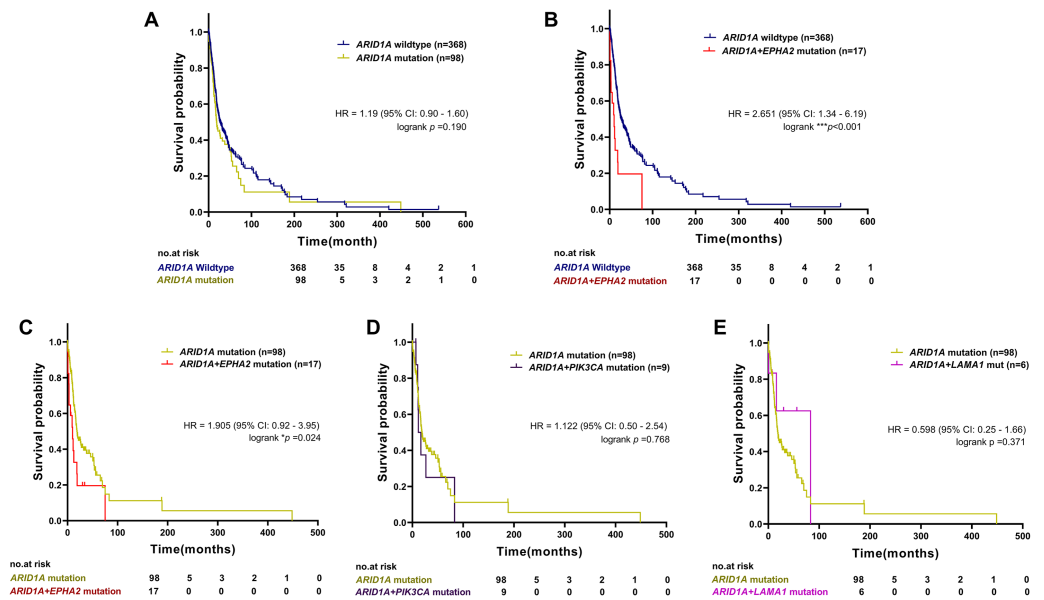 A
Survival probability
1.0
0.8
0.6
0.4
0.2
0.0
0 100 200 300 400 500 600
Time(month)
ARID1A wildtype (n=368)
ARID1A mutation (n=98)
HR = 1.19 (95% CI: 0.90 - 1.60)
logrank p =0.190
no.at risk
ARID1A Wildtype 368 35 8 4 2 1
ARID1A mutation 98 5 3 2 1 0
B
Survival probability
1.0
0.8
0.6
0.4
0.2
0.0
0 100 200 300 400 500 600
Time(month)
ARID1A wildtype (n=368)
ARID1A+EPHA2 mutation (n=17)
HR = 2.651 (95% CI: 1.34 - 6.19)
logrank ***p<0.001
no.at risk
ARID1A Wildtype 368 35 8 4 2 1
ARID1A+EPHA2 mutation 17 0 0 0 0 0
C
Survival probability
1.0
0.8
0.6
0.4
0.2
0.0
0 100 200 300 400 500
Time(months)
ARID1A mutation (n=98)
ARID1A+EPHA2 mutation (n=17)
HR = 1.905 (95% CI: 0.92 - 3.95)
logrank *p =0.024
no.at risk
ARID1A mutation 98 5 3 2 1 0
ARID1A+EPHA2 mutation 17 0 0 0 0 0
D
Survival probability
1.0
0.8
0.6
0.4
0.2
0.0
0 100 200 300 400 500
Time(months)
ARID1A mutation (n=98)
ARID1A+PIK3CA mutation (n=9)
HR = 1.122 (95% CI: 0.50 - 2.54)
logrank p =0.768
no.at risk
ARID1A mutation 98 5 3 2 1 0
ARID1A+PIK3CA mutation 9 0 0 0 0 0
E
Survival probability
1.0
0.8
0.6
0.4
0.2
0.0
0 100 200 300 400 500
Time(months)
ARID1A mutation (n=98)
ARID1A+LAMA1 mut (n=6)
HR = 0.598 (95% CI: 0.25 - 1.66)
logrank p =0.371
no.at risk
ARID1A mutation 98 5 3 2 1 0
ARID1A+LAMA1 mutation 6 0 0 0 0 0